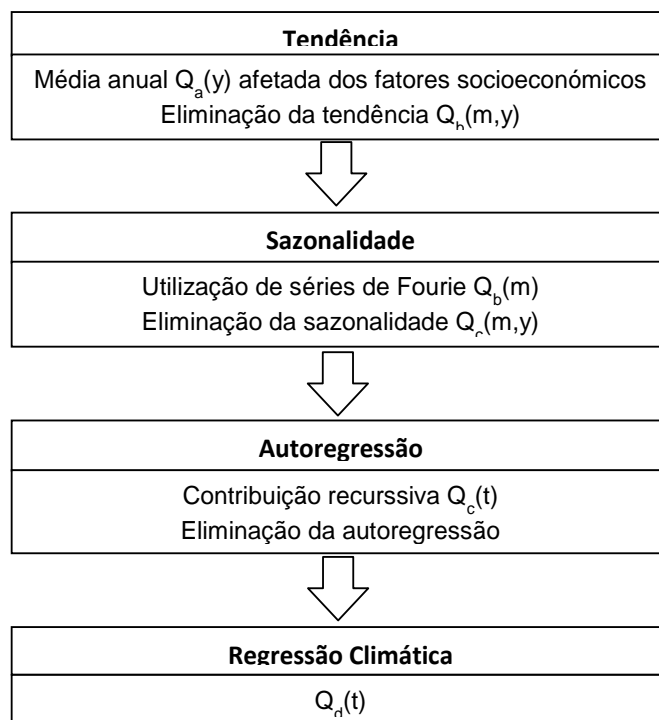 Tendência
Média anual Q_a(y) afetada dos fatores socioeconómicos
Eliminação da tendência Q_b(m,y)
Sazonalidade
Utilização de séries de Fourie Q_b(m)
Eliminação da sazonalidade Q_c(m,y)
Autoregressão
Contribuição recurssiva Q_c(t)
Eliminação da autoregressão
Regressão Climática
Q_d(t)